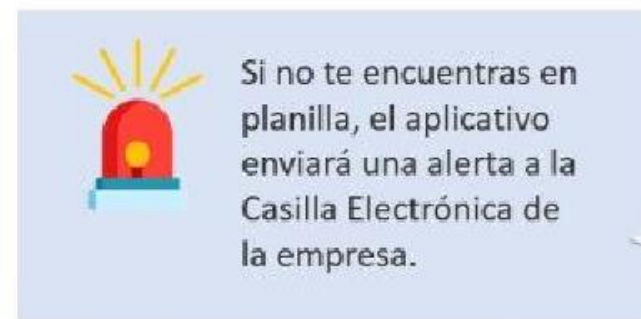 Si no te encuentras en
planilla, el aplicativo
enviará una alerta a la
Casilla Electrónica de
la empresa.